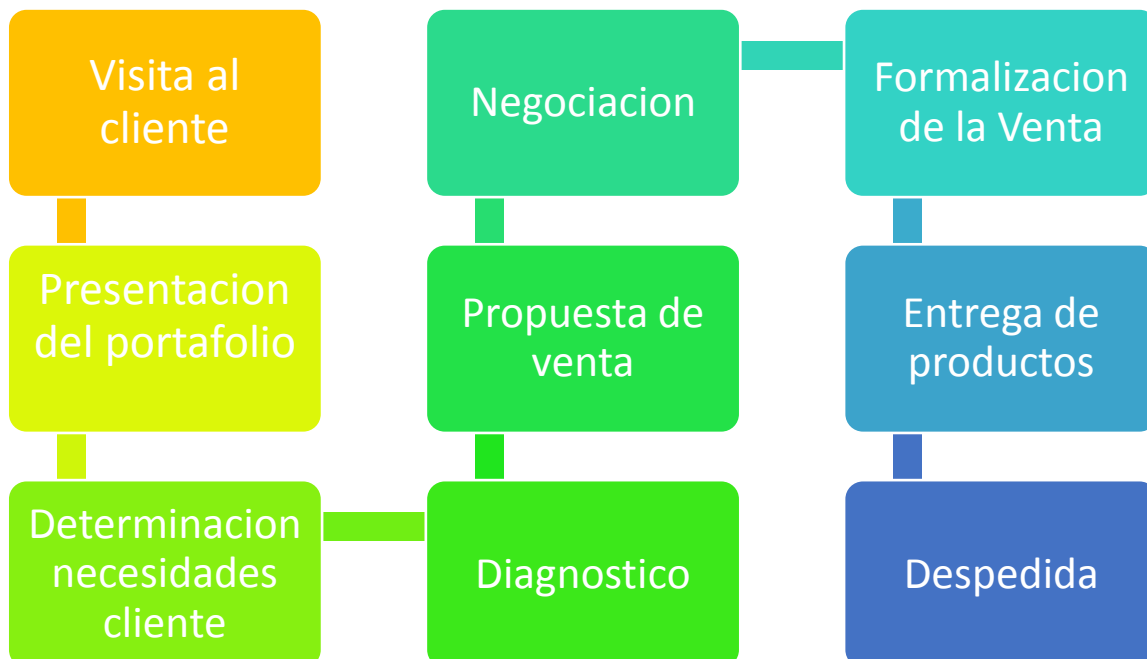 Visita al
cliente
Presentacion
del portafolio
Determinacion
necesidades
cliente
Diagnostico
Propuesta de
venta
Negociacion
Formalizacion
de la Venta
Entrega de
productos
Despedida